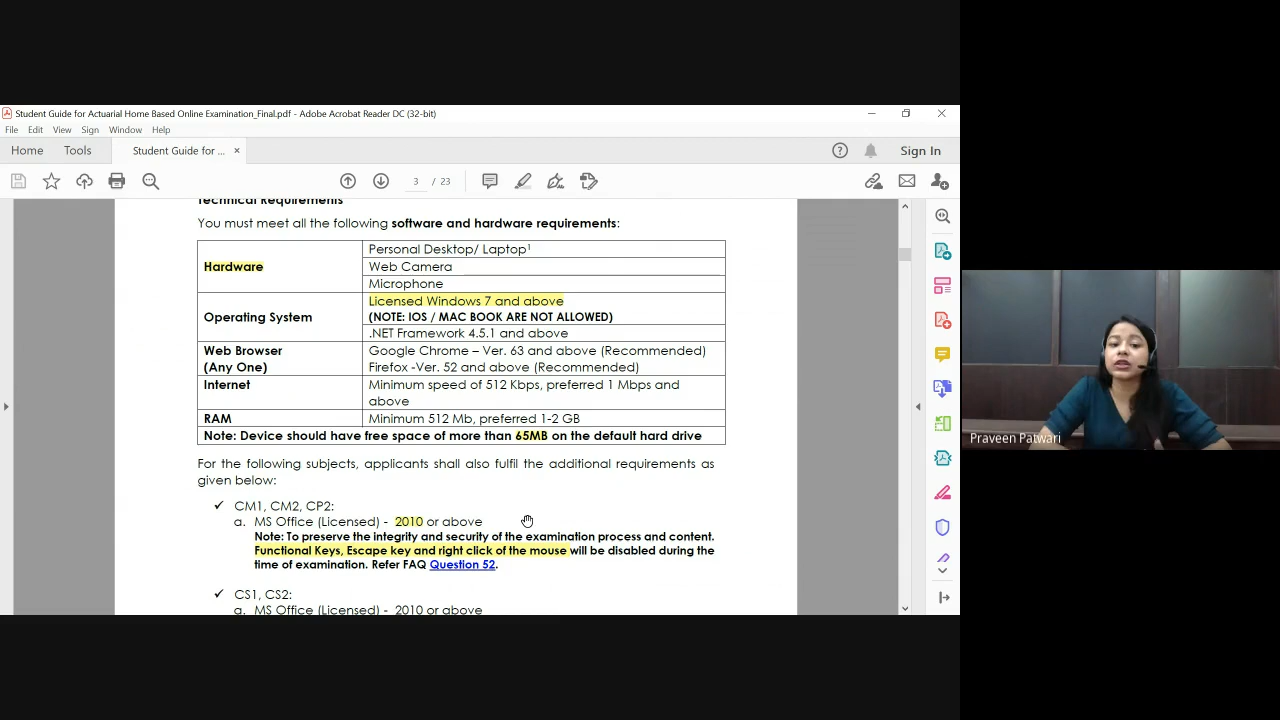 Student Guide for Actuarial Home Based Online Examination_Final.pdf - Adobe Acrobat Reader DC (32-bit)
File Edit View Sign Window Help
Home Tools Student Guide for ... × Sign In
3 / 23
Technical Requirements
You must meet all the following software and hardware requirements:
Hardware
Personal Desktop/ Laptop¹
Web Camera
Microphone
Operating System
Licensed Windows 7 and above
(NOTE: IOS / MAC BOOK ARE NOT ALLOWED)
.NET Framework 4.5.1 and above
Web Browser
(Any One)
Google Chrome – Ver. 63 and above (Recommended)
Firefox -Ver. 52 and above (Recommended)
Internet
Minimum speed of 512 Kbps, preferred 1 Mbps and
above
RAM
Minimum 512 Mb, preferred 1-2 GB
Note: Device should have free space of more than 65MB on the default hard drive
For the following subjects, applicants shall also fulfil the additional requirements as
given below:
✓ CM1, CM2, CP2:
a. MS Office (Licensed) - 2010 or above
Note: To preserve the integrity and security of the examination process and content.
Functional Keys, Escape key and right click of the mouse will be disabled during the
time of examination. Refer FAQ Question 52.
✓ CS1, CS2:
a. MS Office (Licensed) - 2010 or above
Praveen Patwari